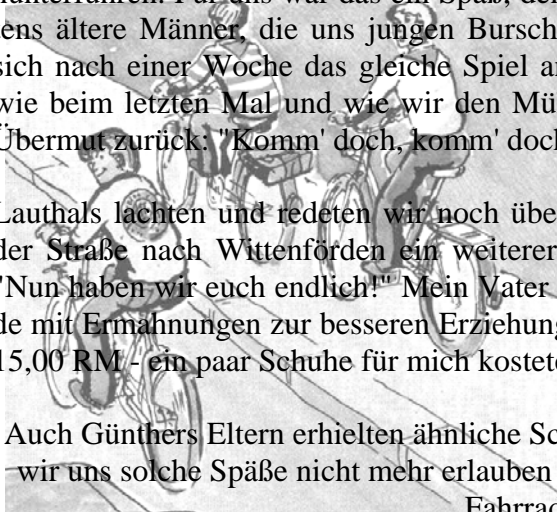 hunterfuhren. Für uns war das ein Spaß, de
ens ältere Männer, die uns jungen Bursch
sich nach einer Woche das gleiche Spiel a
wie beim letzten Mal und wie wir den Mü
Übermut zurück: "Komm' doch, komm' doch
Lauthals lachten und redeten wir noch übe
der Straße nach Wittenförden ein weiterer
"Nun haben wir euch endlich!" Mein Vater
de mit Ermahnungen zur besseren Erziehung
15,00 RM - ein paar Schuhe für mich kostete
Auch Günthers Eltern erhielten ähnliche Sc
wir uns solche Späße nicht mehr erlauben
Fahrrad